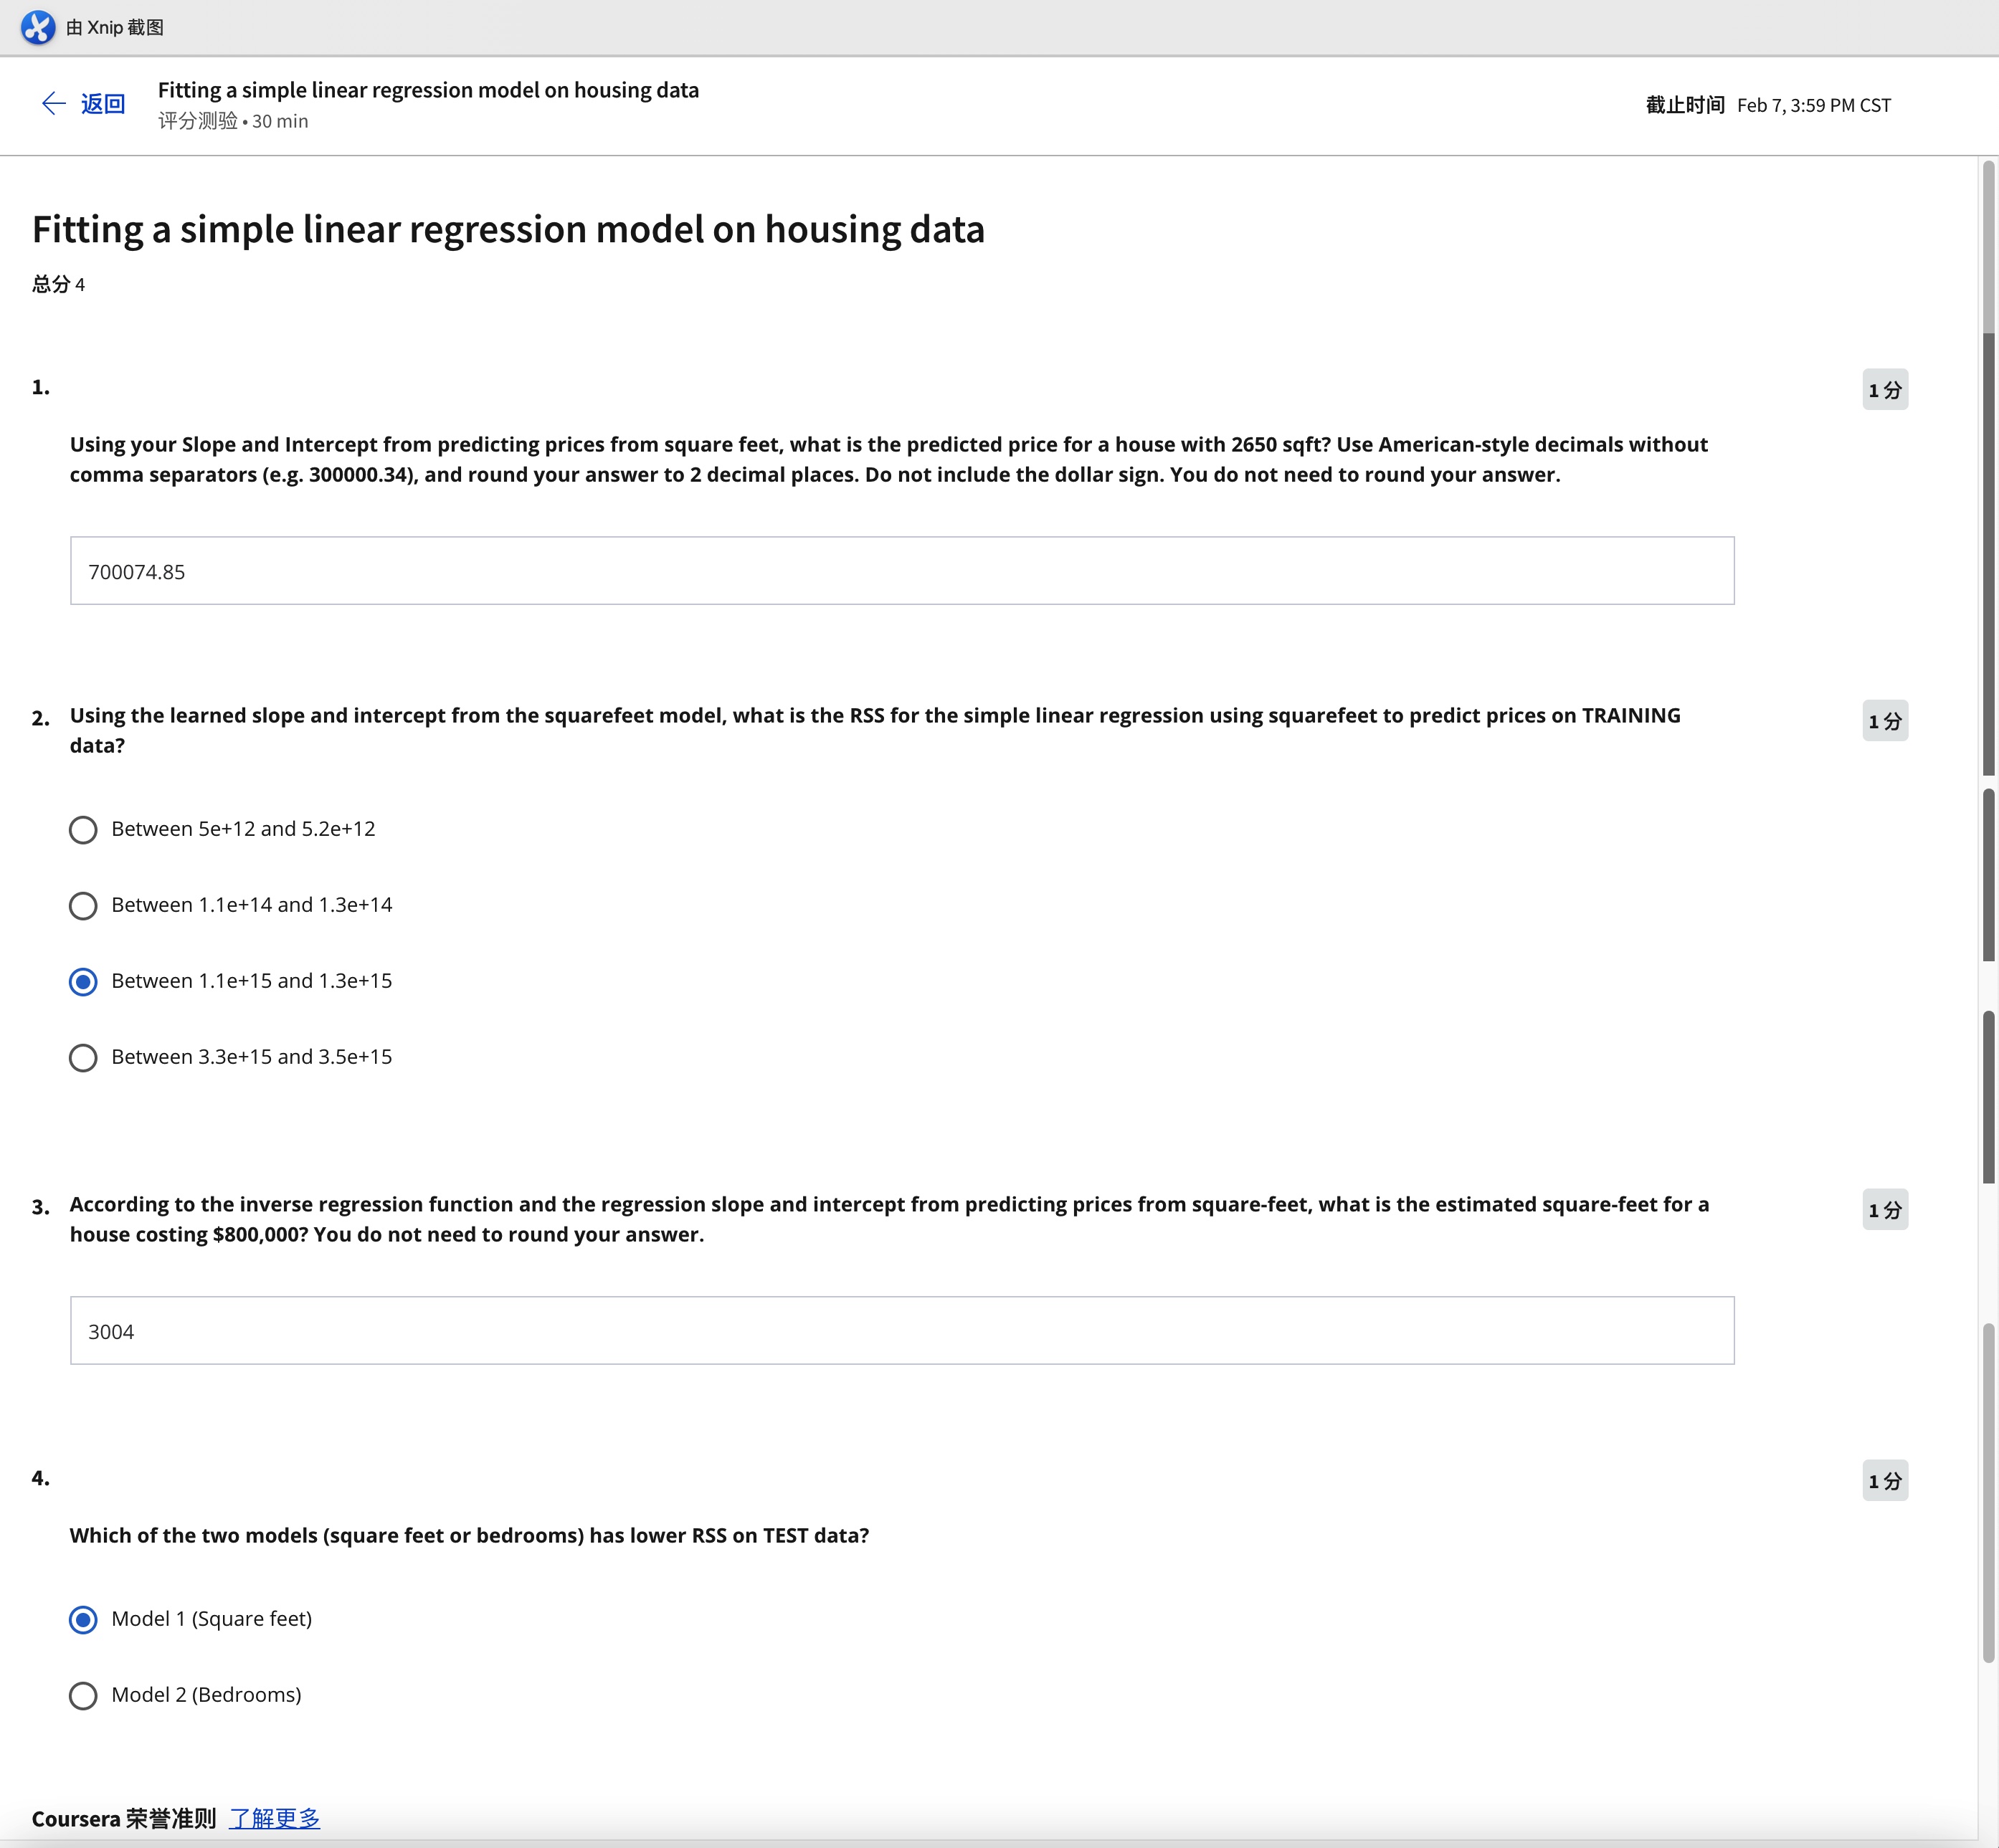 由 Xnip 截图
返回
Fitting a simple linear regression model on housing data
评分测验 • 30 min
截止时间 Feb 7, 3:59 PM CST
Fitting a simple linear regression model on housing data
总分 4
1.
1 分
Using your Slope and Intercept from predicting prices from square feet, what is the predicted price for a house with 2650 sqft? Use American-style decimals without
comma separators (e.g. 300000.34), and round your answer to 2 decimal places. Do not include the dollar sign. You do not need to round your answer.
700074.85
2. Using the learned slope and intercept from the squarefeet model, what is the RSS for the simple linear regression using squarefeet to predict prices on TRAINING
data?
1 分
Between 5e+12 and 5.2e+12
Between 1.1e+14 and 1.3e+14
Between 1.1e+15 and 1.3e+15
Between 3.3e+15 and 3.5e+15
3. According to the inverse regression function and the regression slope and intercept from predicting prices from square-feet, what is the estimated square-feet for a
house costing $800,000? You do not need to round your answer.
1 分
3004
4.
1 分
Which of the two models (square feet or bedrooms) has lower RSS on TEST data?
Model 1 (Square feet)
Model 2 (Bedrooms)
Coursera 荣誉准则 了解更多